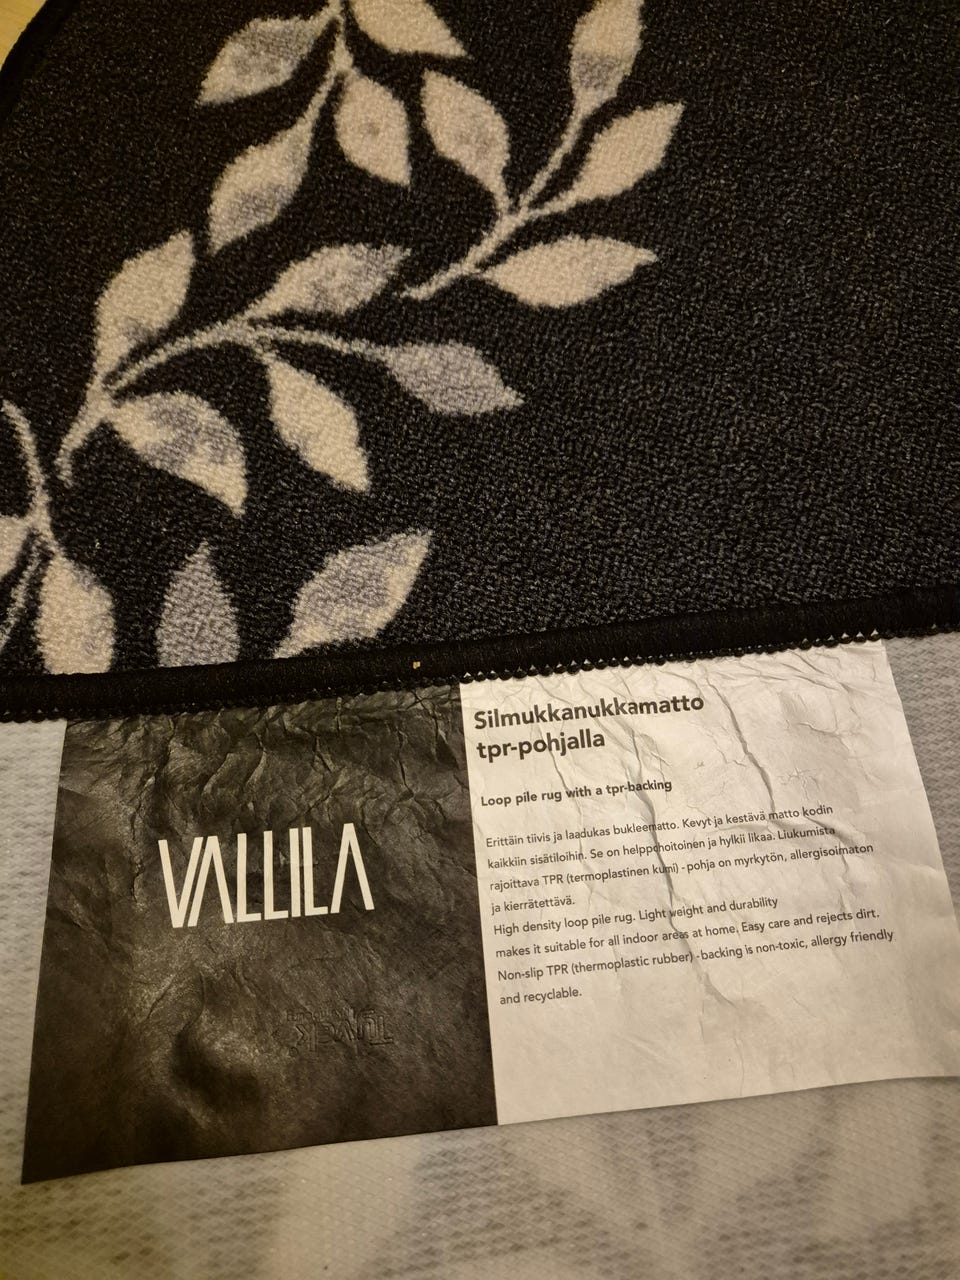 VALLILA
Silmukkanukkamatto
tpr-pohjalla
Loop pile rug with a tpr-backing
Erittäin tiivis ja laadukas bukleematto. Kevyt ja kestävä matto kodin
kaikkiin sisätiloihin. Se on helppohoitoinen ja hylkii likaa. Liukumista
rajoittava TPR (termoplastinen kumi) -pohja on myrkytön, allergisoimaton
ja kierrätettävä.
High density loop pile rug. Light weight and durability
makes it suitable for all indoor areas at home. Easy care and rejects dirt.
Non-slip TPR (thermoplastic rubber) -backing is non-toxic, allergy friendly
and recyclable.
Tyvek